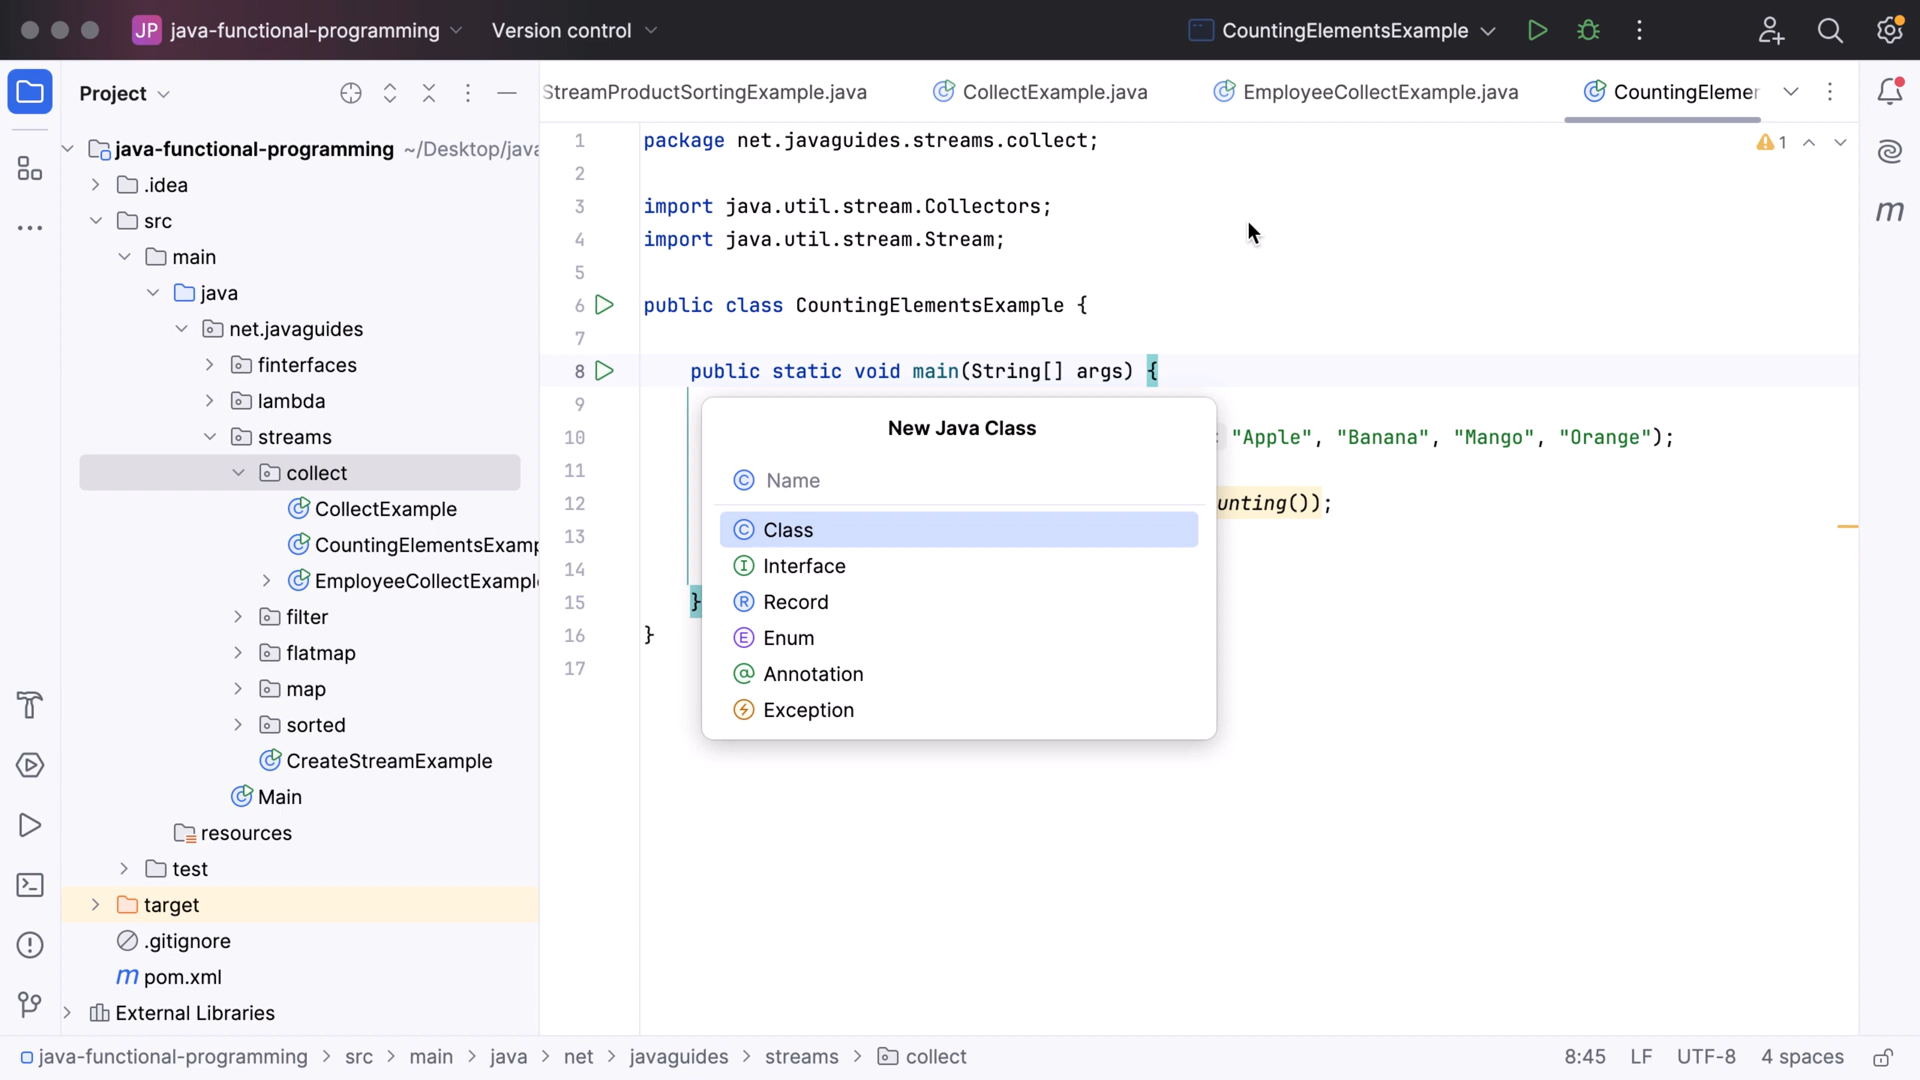 JP java-functional-programming Version control CountingElementsExample
Project
StreamProductSortingExample.java CollectExample.java EmployeeCollectExample.java CountingElemer
java-functional-programming ~/Desktop/java
.idea
src
main
java
net.javaguides
finterfaces
lambda
streams
collect
CollectExample
CountingElementsExamp
EmployeeCollectExample
filter
flatmap
map
sorted
CreateStreamExample
Main
resources
test
target
.gitignore
m pom.xml
External Libraries
1 package net.javaguides.streams.collect;
1
2
3 import java.util.stream.Collectors;
4 import java.util.stream.Stream;
5
6 public class CountingElementsExample {
7
8 public static void main(String[] args) {
9
10 : "Apple", "Banana", "Mango", "Orange");
11
12 unting());
13
14
15 }
16 }
17
New Java Class
C Name
C Class
I Interface
R Record
E Enum
@ Annotation
Exception
m
java-functional-programming > src > main > java > net > javaguides > streams > collect
8:45 LF UTF-8 4 spaces